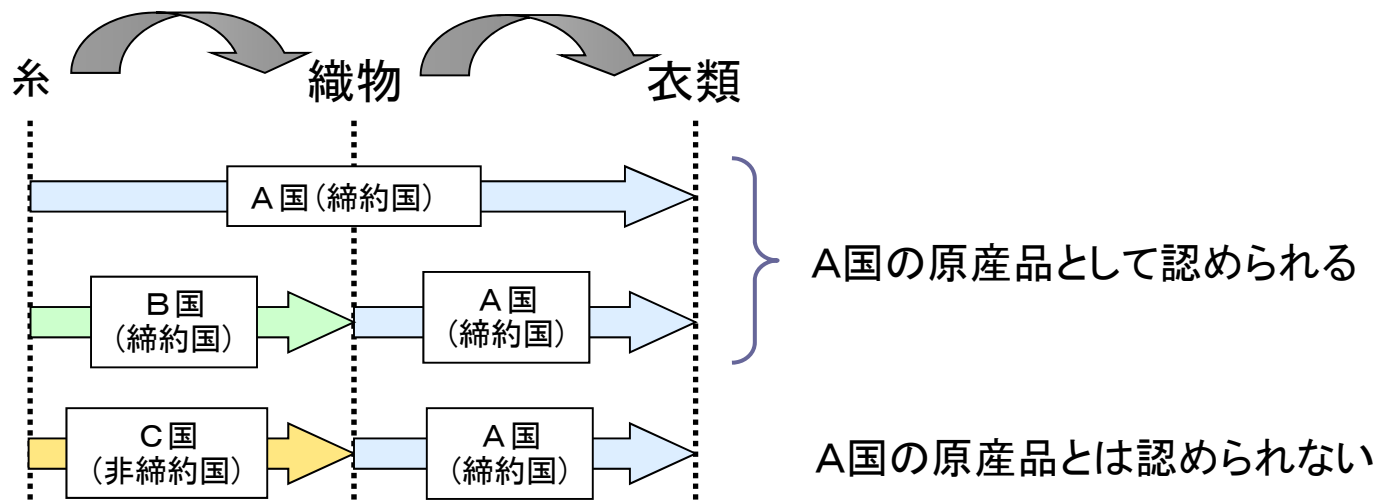 糸
織物
衣類
A国(締約国)
A国の原産品として認められる
B国
(締約国)
A国
(締約国)
C国
(非締約国)
A国
(締約国)
A国の原産品とは認められない